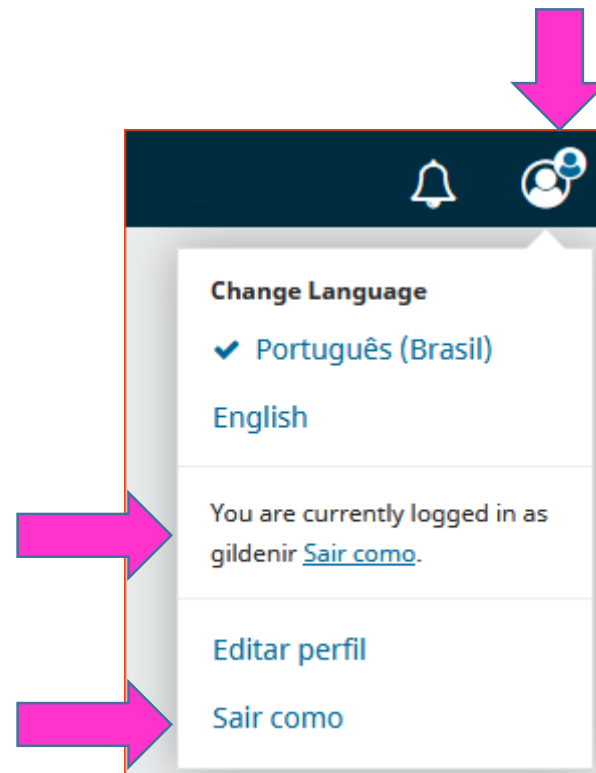 Change Language
Português (Brasil)
English
You are currently logged in as
gildenir Sair como.
Editar perfil
Sair como